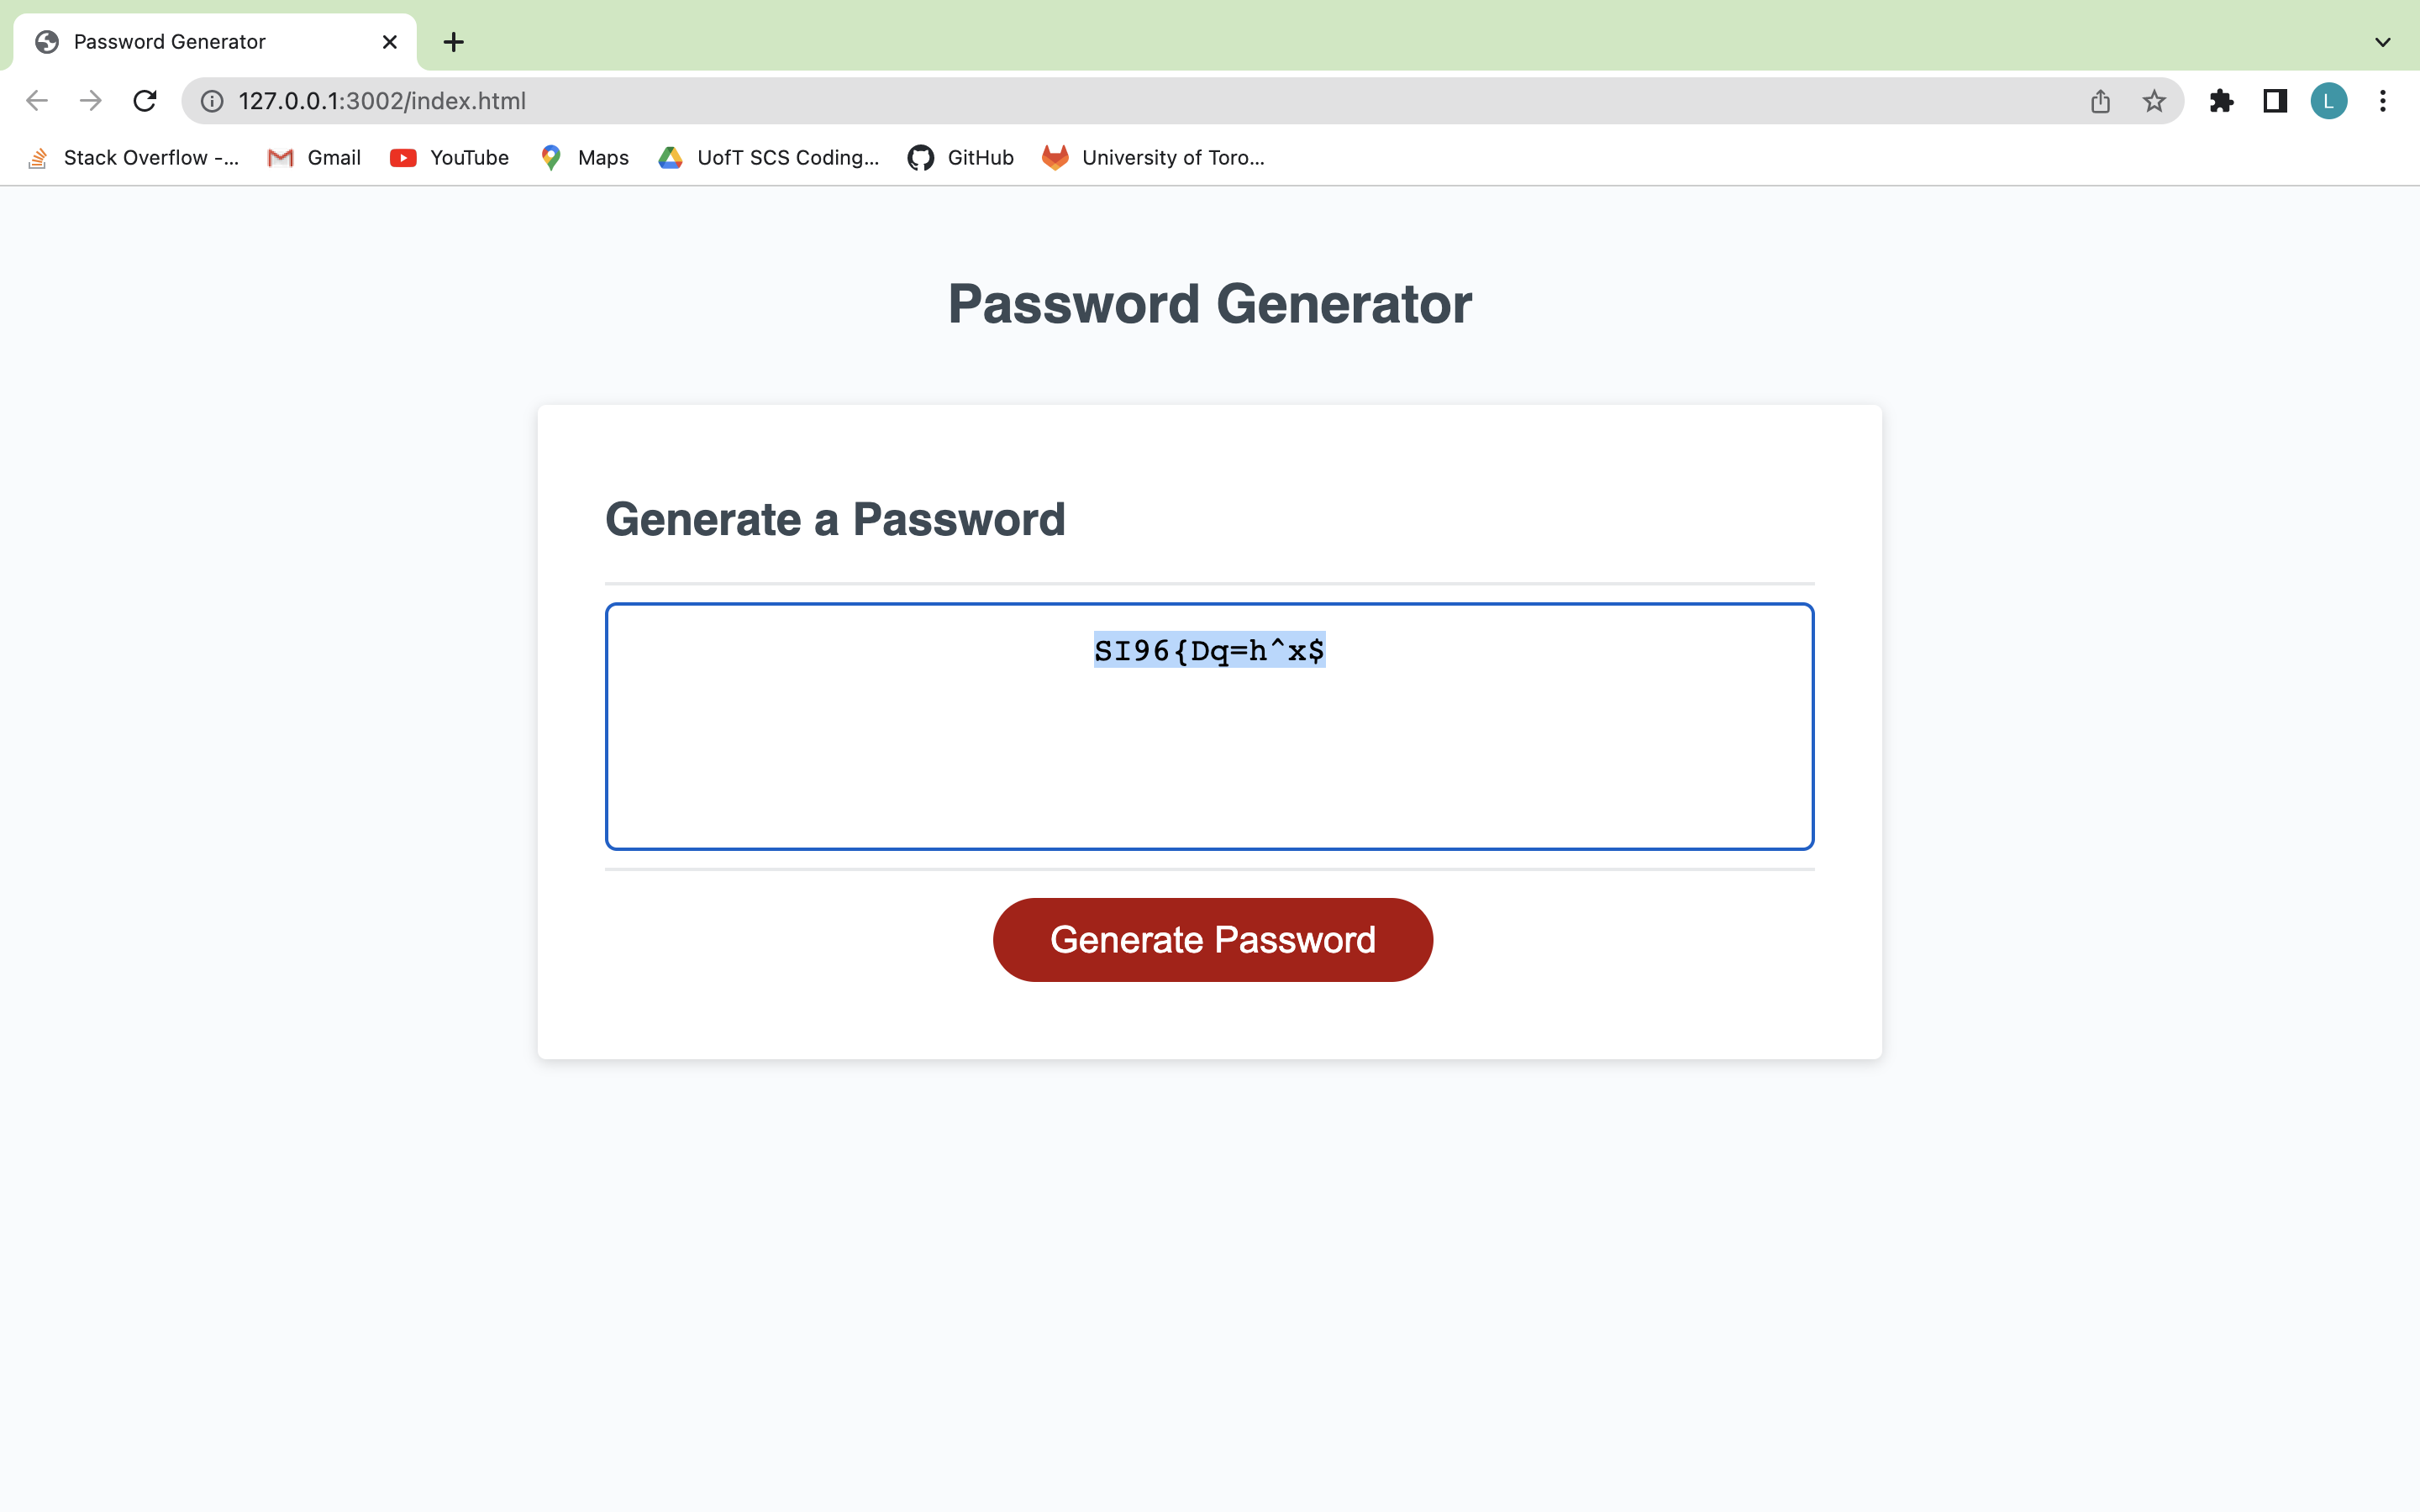 Password Generator
127.0.0.1:3002/index.html
L
Stack Overflow -... Gmail YouTube Maps UofT SCS Coding... GitHub University of Toro...
Password Generator
Generate a Password
SI96{Dq=h^x$
Generate Password